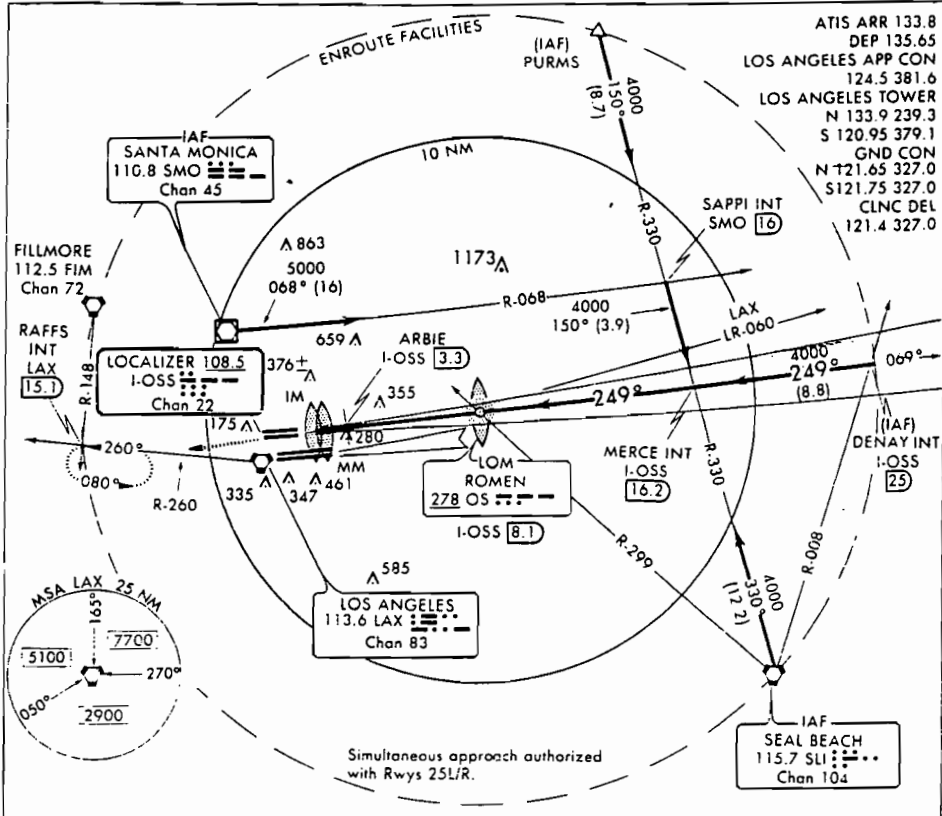 ATIS ARR 133.8
DEP 135.65
LOS ANGELES APP CON
124.5 381.6
LOS ANGELES TOWER
N 133.9 239.3
S 120.95 379.1
GND CON
N 121.65 327.0
S121.75 327.0
CLNC DEL
121.4 327.0
ENROUTE FACILITIES
(IAF)
PURMS
4000
150°
(8.7)
10 NM
IAF
SANTA MONICA
110.8 SMO
Chan 45
R-330
SAPPI INT
SMO 16
863
1173
5000
068° (16)
R-068
FILLMORE
112.5 FIM
Chan 72
659
4000
150° (3.9)
LAX
LR-060
RAFFS
INT
LAX
15.1
R-148
LOCALIZER 108.5
I-OSS
Chan 22
376±
ARBIE
I-OSS 3.3
355
IM
4000
249°
249°
(8.8)
069°
175
280
MM
(IAF)
DENAY INT
I-OSS
25
MERCE INT
I-OSS
16.2
R-330
260°
080°
R-260
335
347
461
LOM
ROMEN
278 OS
I-OSS 8.1
R-299
R-008
585
LOS ANGELES
113.6 LAX
Chan 83
4000
330°
(12.2)
MSA LAX 25 NM
165°
7700
5100
270°
050°
2900
IAF
SEAL BEACH
115.7 SLI
Chan 104
Simultaneous approach authorized
with Rwys 25L/R.